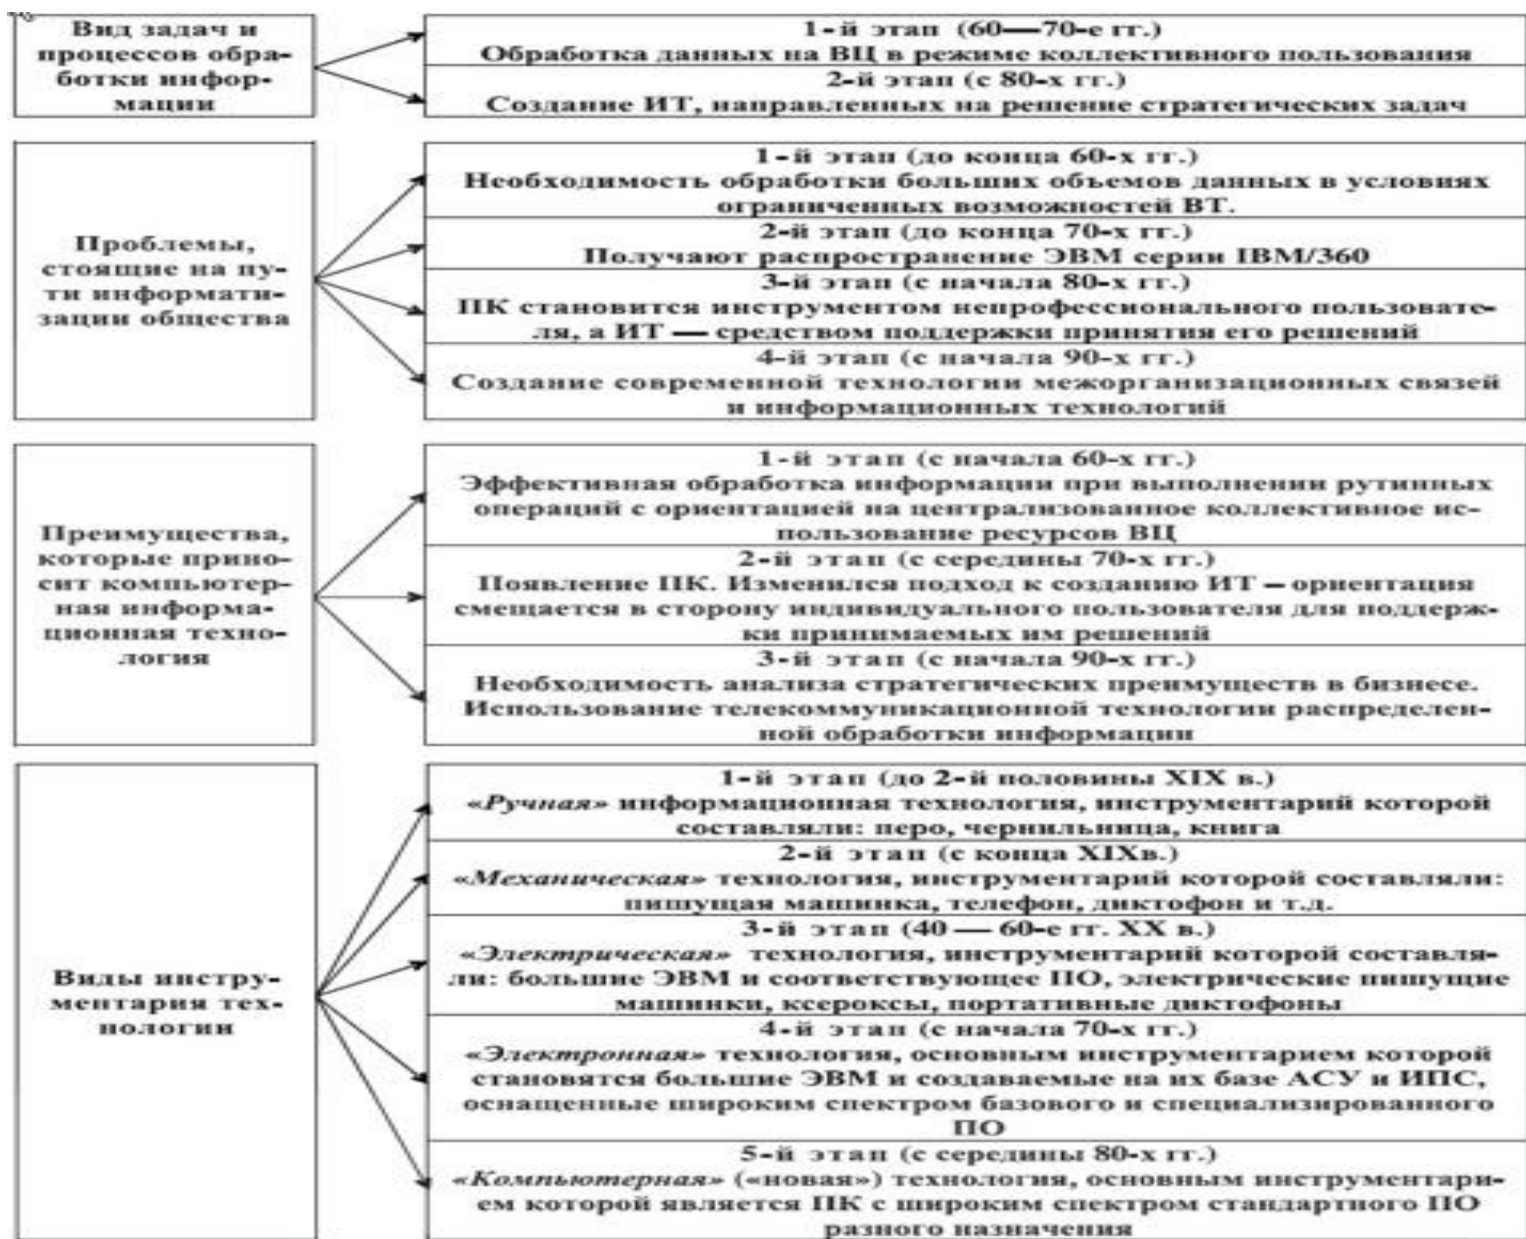 Вид задач и
процессов обра-
ботки инфор-
мации
1-й этап (60—70-е гг.)
Обработка данных на ВЦ в режиме коллективного пользования
2-й этап (с 80-х гг.)
Создание ИТ, направленных на решение стратегических задач
Проблемы,
стоящие на пу-
ти информати-
зации общества
1-й этап (до конца 60-х гг.)
Необходимость обработки больших объемов данных в условиях
ограниченных возможностей ВТ.
2-й этап (до конца 70-х гг.)
Получают распространение ЭВМ серии IBM/360
3-й этап (с начала 80-х гг.)
ПК становится инструментом непрофессионального пользовате-
ля, а ИТ — средством поддержки принятия его решений
4-й этап (с начала 90-х гг.)
Создание современной технологии межорганизационных связей
и информационных технологий
Преимущества,
которые прино-
сит компьютер-
ная информа-
ционная техно-
логия
1-й этап (с начала 60-х гг.)
Эффективная обработка информации при выполнении рутинных
операций с ориентацией на централизованное коллективное ис-
пользование ресурсов ВЦ
2-й этап (с середины 70-х гг.)
Появление ПК. Изменился подход к созданию ИТ – ориентация
смещается в сторону индивидуального пользователя для поддерж-
ки принимаемых им решений
3-й этап (с начала 90-х гг.)
Необходимость анализа стратегических преимуществ в бизнесе.
Использование телекоммуникационной технологии распределен-
ной обработки информации
Виды инстру-
ментария тех-
нологии
1-й этап (до 2-й половины XIX в.)
«Ручная» информационная технология, инструментарий которой
составляли: перо, чернильница, книга
2-й этап (с конца XIXв.)
«Механическая» технология, инструментарий которой составляли:
пишущая машинка, телефон, диктофон и т.д.
3-й этап (40 — 60-е гг. XX в.)
«Электрическая» технология, инструментарий которой составля-
ли: большие ЭВМ и соответствующее ПО, электрические пишущие
машинки, ксероксы, портативные диктофоны
4-й этап (с начала 70-х гг.)
«Электронная» технология, основным инструментарием которой
становятся большие ЭВМ и создаваемые на их базе АСУ и ИПС,
оснащенные широким спектром базового и специализированного
ПО
5-й этап (с середины 80-х гг.)
«Компьютерная» («новая») технология, основным инструментари-
ем которой является ПК с широким спектром стандартного ПО
разного назначения